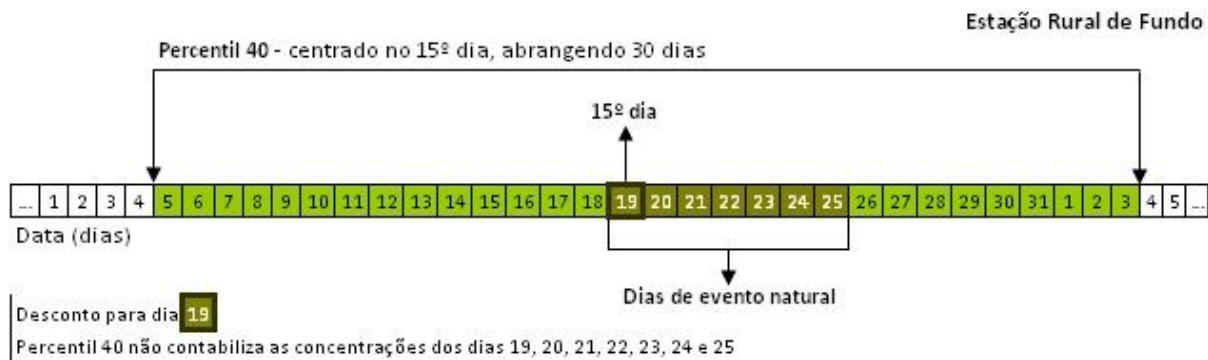 Estação Rural de Fundo
Percentil 40 - centrado no 15º dia, abrangendo 30 dias
15º dia
... 1 2 3 4 5 6 7 8 9 10 11 12 13 14 15 16 17 18 19 20 21 22 23 24 25 26 27 28 29 30 31 1 2 3 4 5 ...
Data (dias)
Dias de evento natural
Desconto para dia 19
Percentil 40 não contabiliza as concentrações dos dias 19, 20, 21, 22, 23, 24 e 25